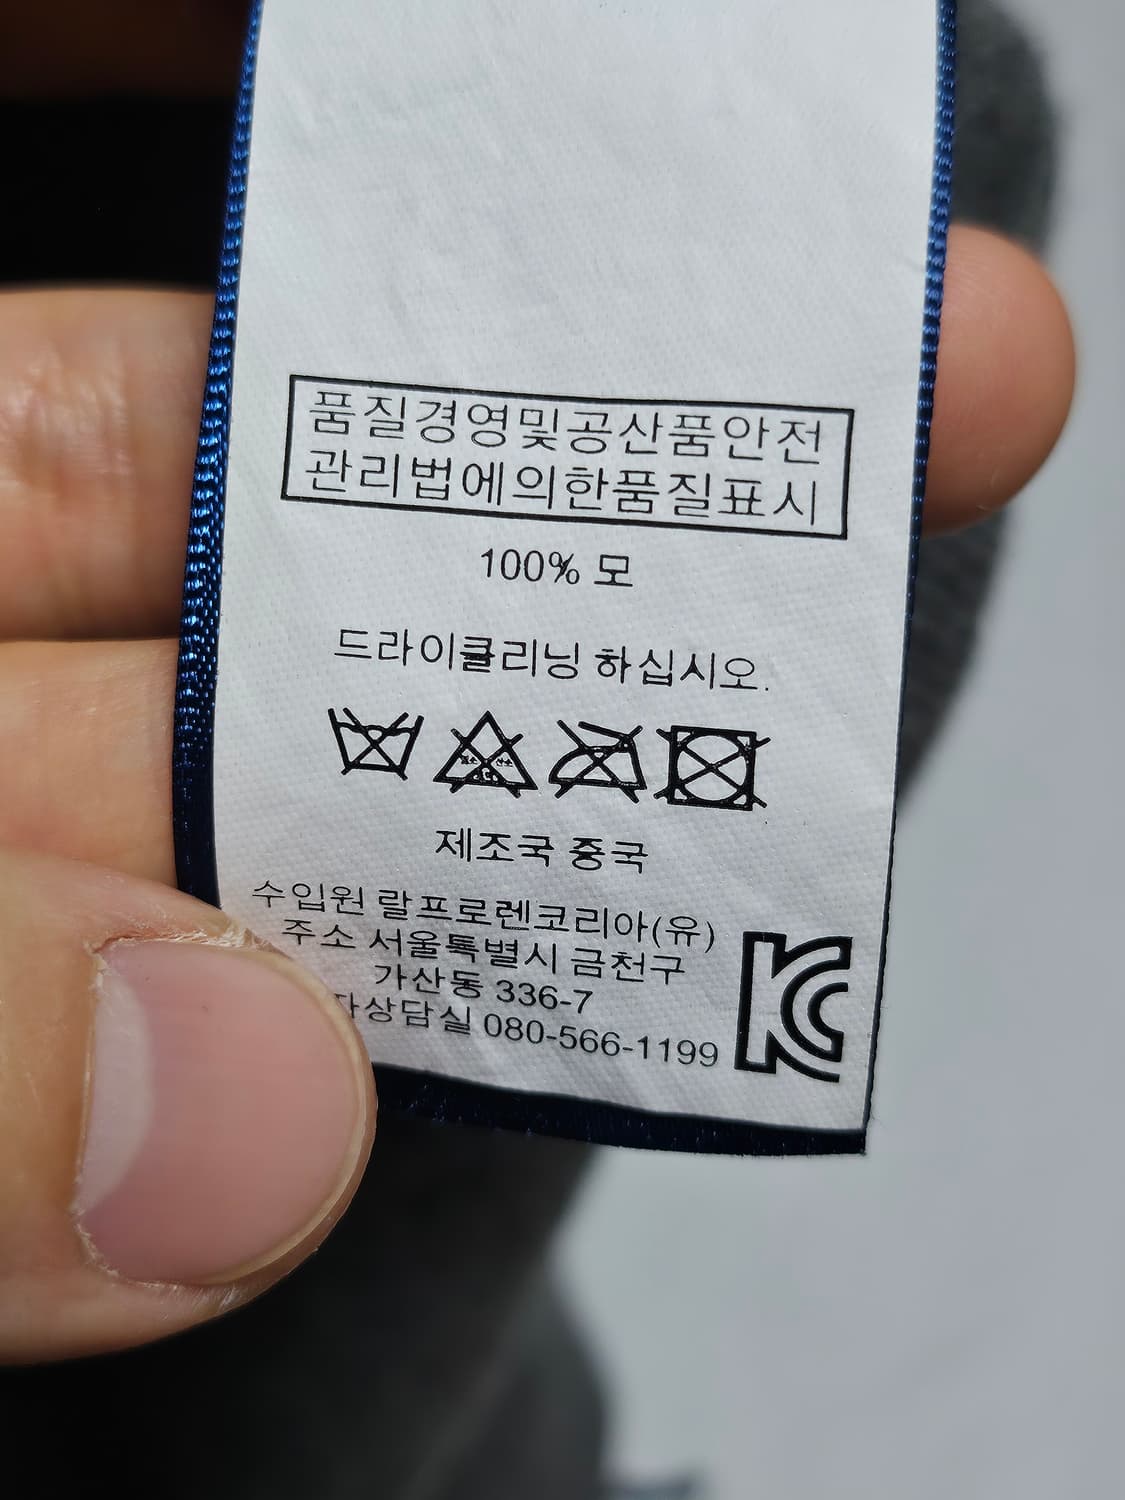 품질경영및공산품안전
관리법에의한품질표시
100% 모
드라이클리닝 하십시오.
제조국 중국
수입원 랄프로렌코리아(유)
주소 서울특별시 금천구
가산동 336-7
자상담실 080-566-1199
KC